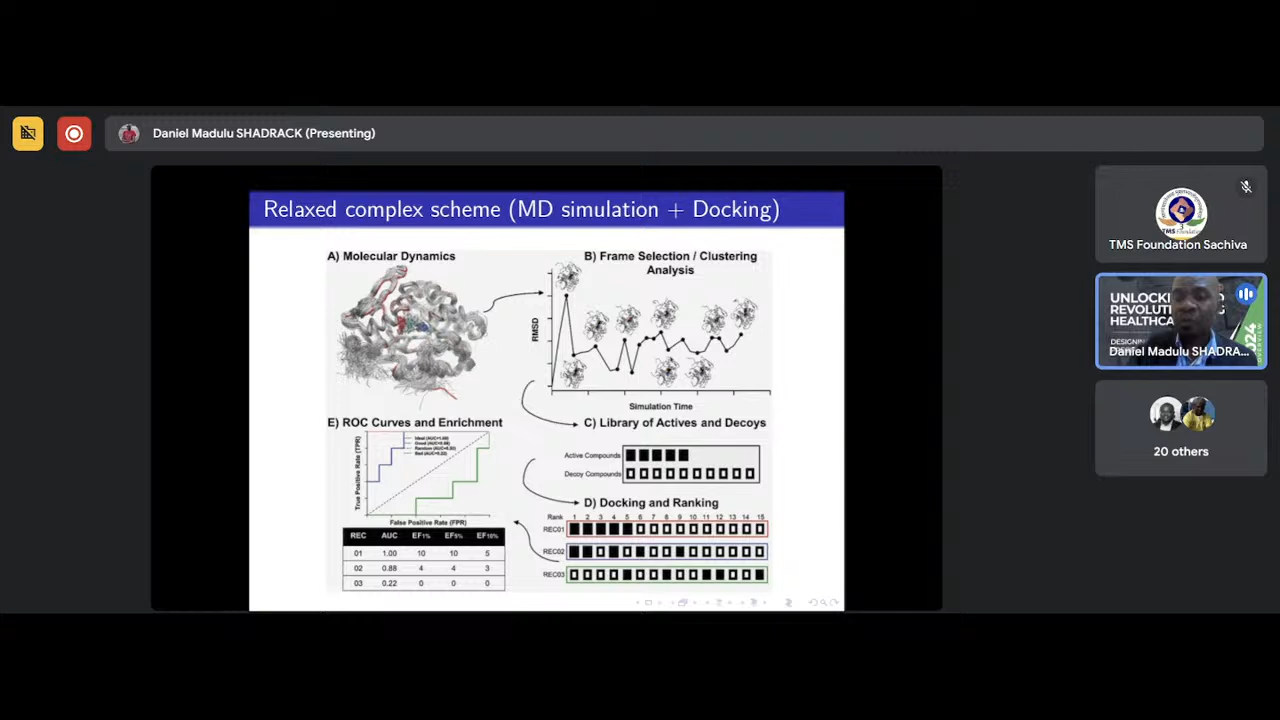 Daniel Madulu SHADRACK (Presenting)
Relaxed complex scheme (MD simulation + Docking)
A) Molecular Dynamics
B) Frame Selection / Clustering
Analysis
RMSD
Simulation Time
E) ROC Curves and Enrichment
C) Library of Actives and Decoys
Active Compounds
Decoy Compounds
True Positive Rate (TPR)
False Positive Rate (FPR)
D) Docking and Ranking
Rank 1 2 3 4 5 6 7 8 9 10 11 12 13 14 15
REC01
REC02
REC03
REC AUC EF1% EF5%
01 1.00 10 10 5
02 0.88 4 4 3
03 0.22 0 0 0
TMS Foundation
TMS Foundation Sachiva
UNLOCKI
REVOLUTI
HEALTHCA
DESIGNIN
Daniel Madulu SHADRA...
20 others